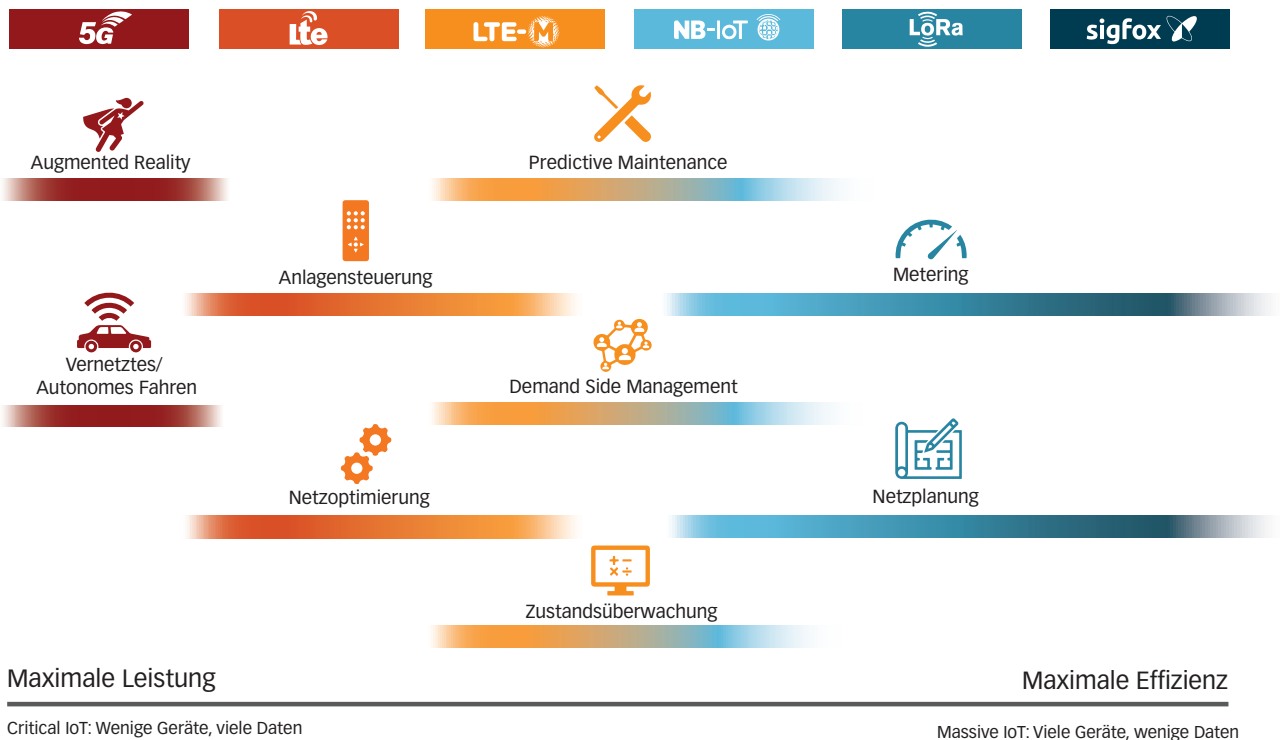 5G
lte
LTE-M
NB-IoT
LoRa
sigfox
Augmented Reality
Predictive Maintenance
Anlagensteuerung
Metering
Vernetztes/
Autonomes Fahren
Demand Side Management
Netzoptimierung
Netzplanung
Zustandsüberwachung
Maximale Leistung
Maximale Effizienz
Critical IoT: Wenige Geräte, viele Daten
Massive IoT: Viele Geräte, wenige Daten